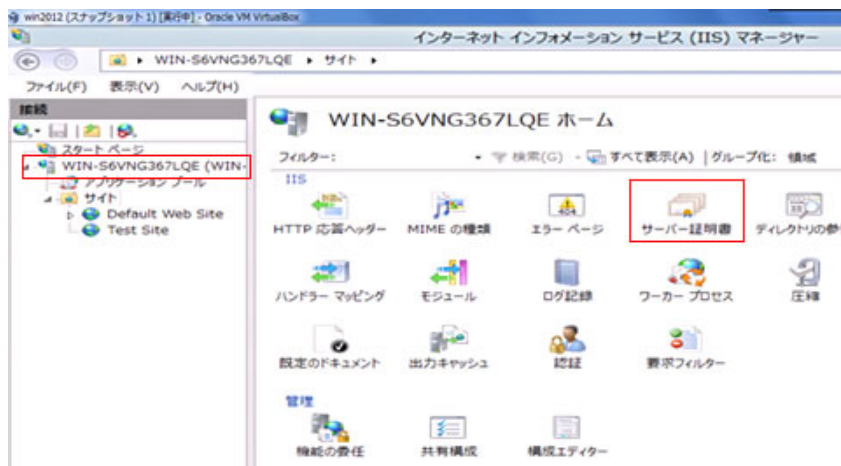 win2012 (スナップショット 1) [実行中] - Oracle VM VirtualBox
インターネット インフォメーション サービス (IIS) マネージャー
WIN-S6VNG367LQE ▸ サイト ▸
ファイル(F) 表示(V) ヘルプ(H)
接続
スタート ページ
WIN-S6VNG367LQE (WIN-
アプリケーション プール
サイト
Default Web Site
Test Site
WIN-S6VNG367LQE ホーム
フィルター: 検索(G) すべて表示(A) グループ化: 領域
IIS
HTTP 応答ヘッダー MIME の種類 エラー ページ サーバー証明書 ディレクトリの参
ハンドラー マッピング モジュール ログ記録 ワーカー プロセス 圧縮
既定のドキュメント 出力キャッシュ 認証 要求フィルター
管理
機能の委任 共有構成 構成エディター